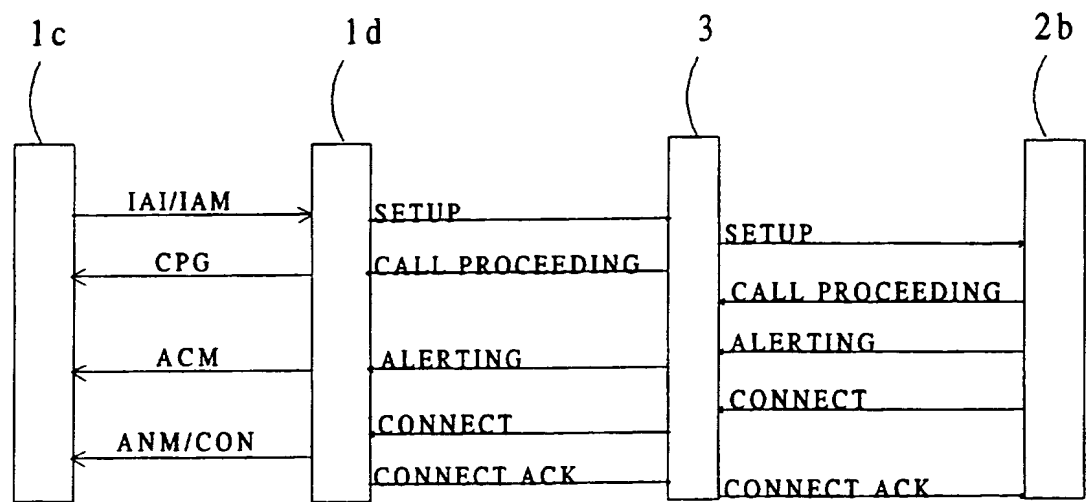 1c
1d
3
2b
IAI/IAM
SETUP
SETUP
CPG
CALL PROCEEDING
CALL PROCEEDING
ALERTING
ACM
ALERTING
CONNECT
CONNECT
ANM/CON
CONNECT ACK
CONNECT ACK